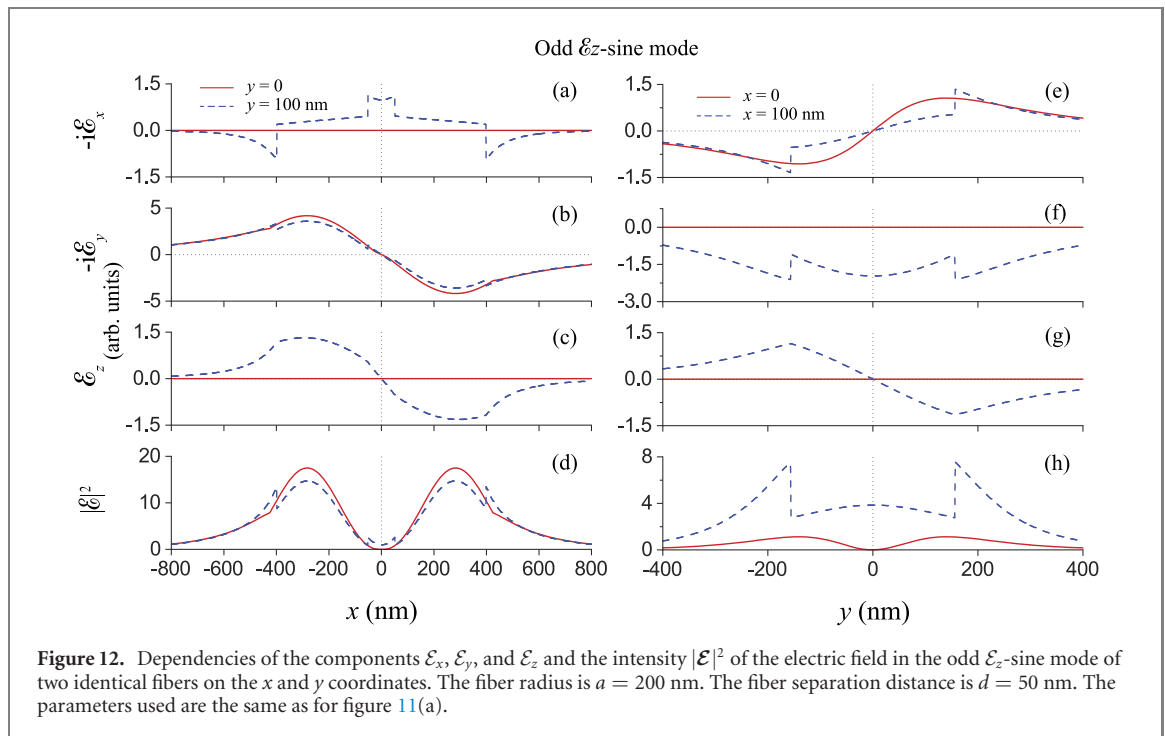 Odd ℰz-sine mode
y = 0
y = 100 nm
(a)
-iℰx
1.5
0.0
-1.5
(b)
-iℰy
5
0
-5
(c)
ℰz (arb. units)
1.5
0.0
-1.5
(d)
|ℰ|²
20
10
0
-800 -600 -400 -200 0 200 400 600 800
x (nm)
x = 0
x = 100 nm
(e)
1.5
0.0
-1.5
(f)
0.0
-1.5
-3.0
(g)
1.5
0.0
-1.5
(h)
8
4
0
-400 -200 0 200 400
y (nm)
Figure 12. Dependencies of the components ℰx, ℰy, and ℰz and the intensity |ℰ|² of the electric field in the odd ℰz-sine mode of
two identical fibers on the x and y coordinates. The fiber radius is a = 200 nm. The fiber separation distance is d = 50 nm. The
parameters used are the same as for figure 11(a).